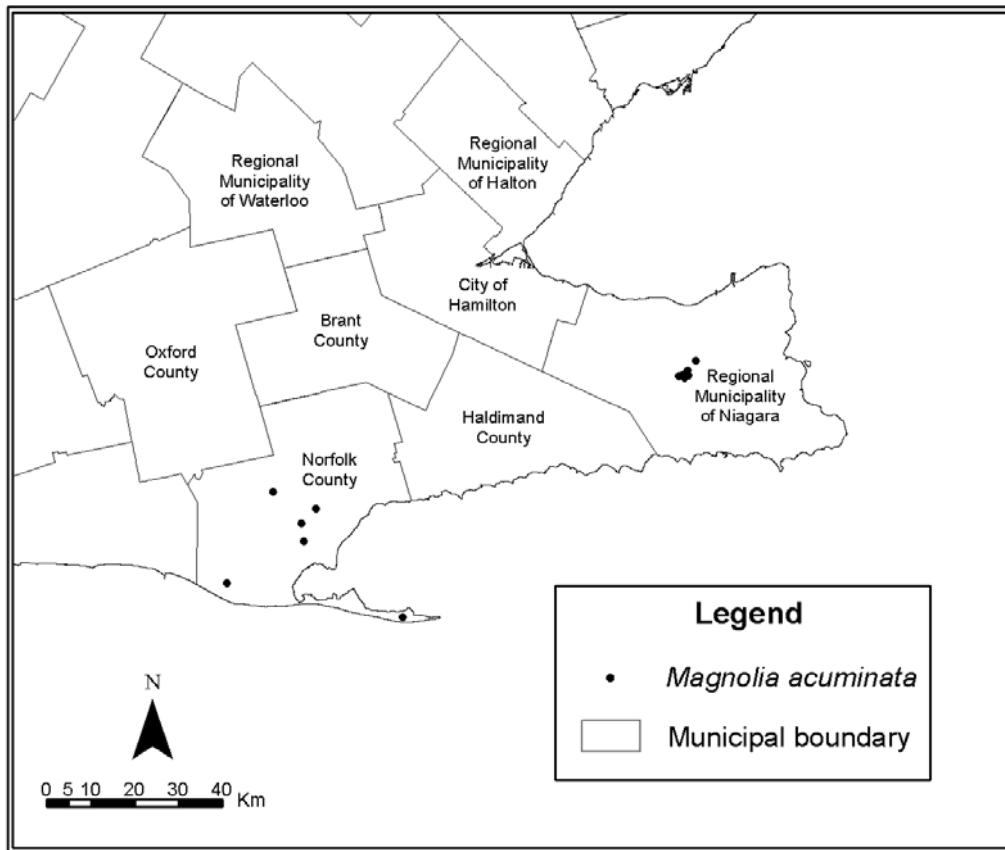 Regional
Municipality
of Halton
Regional
Municipality
of Waterloo
City of
Hamilton
Brant
County
Oxford
County
Regional
Municipality
of Niagara
Haldimand
County
Norfolk
County
Legend
Magnolia acuminata
Municipal boundary
N
0 5 10 20 30 40
Km